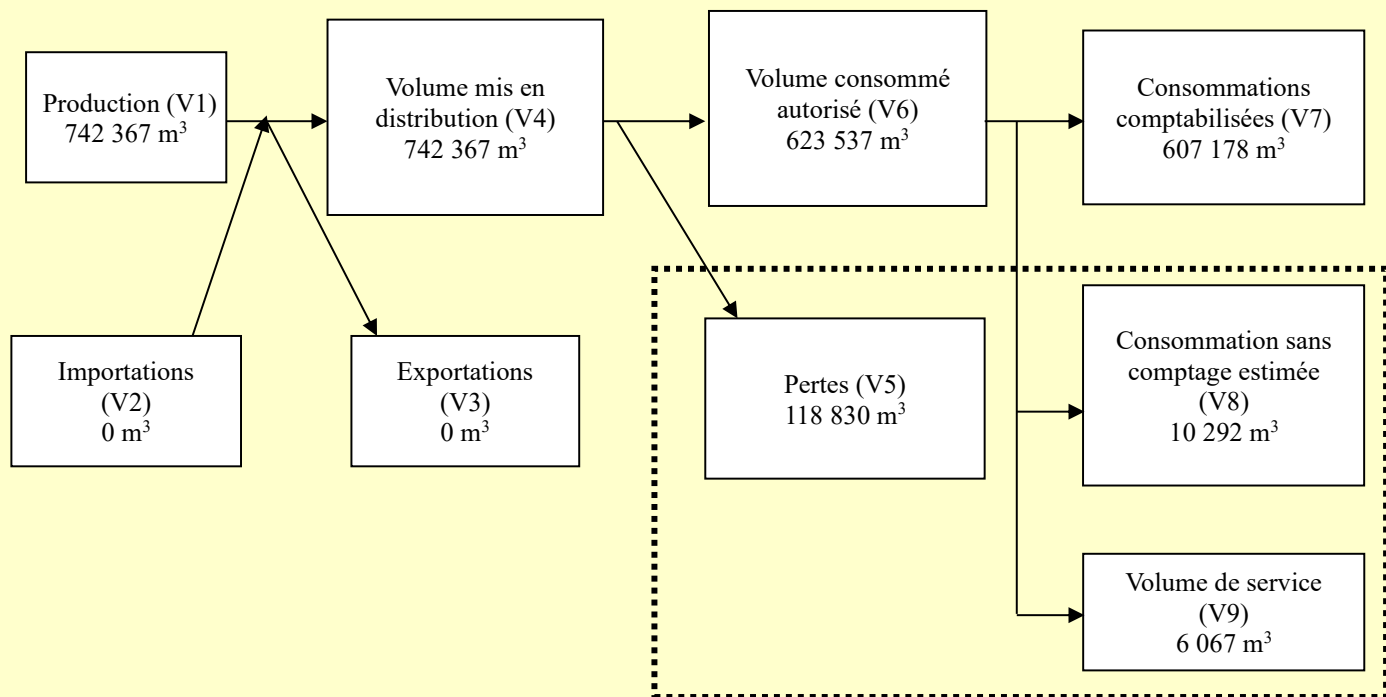 Production (V1)
742 367 m³
Volume mis en
distribution (V4)
742 367 m³
Volume consommé
autorisé (V6)
623 537 m³
Consommations
comptabilisées (V7)
607 178 m³
Importations
(V2)
0 m³
Exportations
(V3)
0 m³
Pertes (V5)
118 830 m³
Consommation sans
comptage estimée
(V8)
10 292 m³
Volume de service
(V9)
6 067 m³